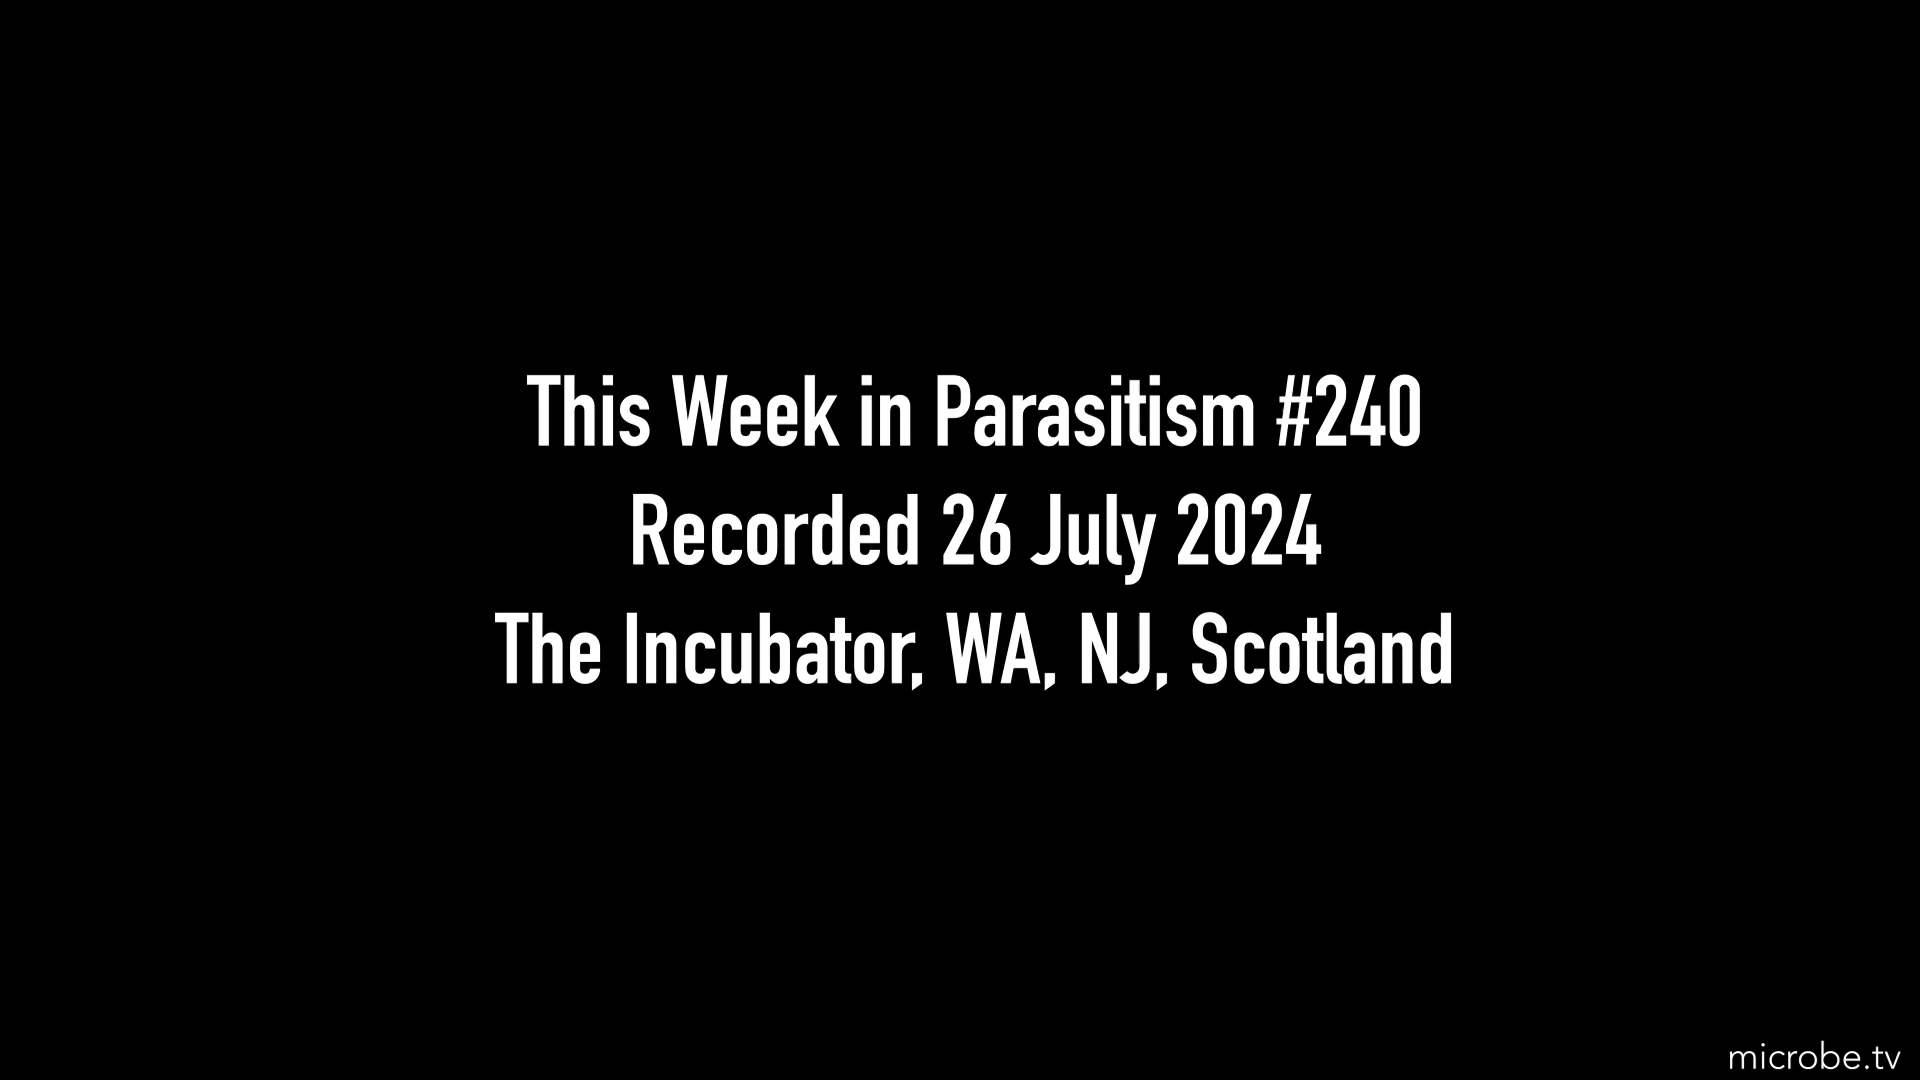 This Week in Parasitism #240
Recorded 26 July 2024
The Incubator, WA, NJ, Scotland
microbe.tv